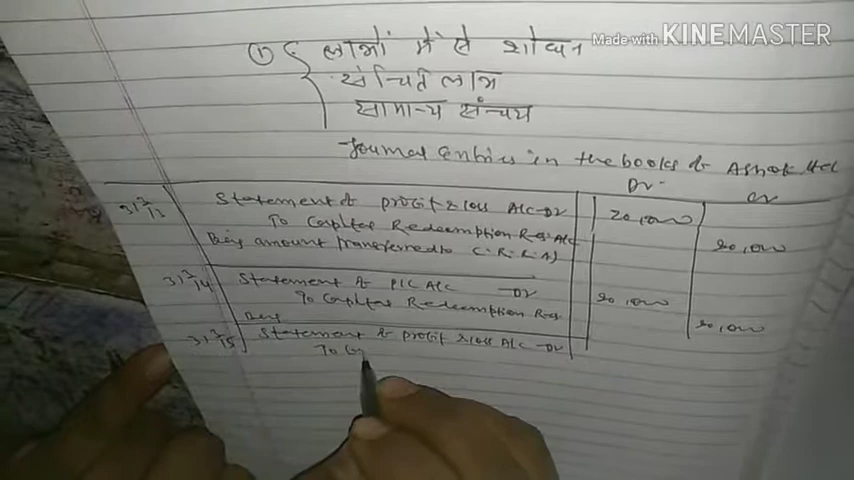 Made with KINEMASTER
① { लाभों में से शोधन
संचित लाभ
सामान्य संचय
Journal Entries in the books of Ashok Ltd
Dr. Cr
31/3/13 Statement of profit & loss A/C Dr 20,000
To Capital Redemption Res. A/C 20,000
Being amount transferred to C.R.R.A)
31/3/14 Statement of P/L A/C Dr 20,000
To Capital Redemption Res 20,000
Being
31/3/15 Statement of profit & loss A/C Dr
To Ca